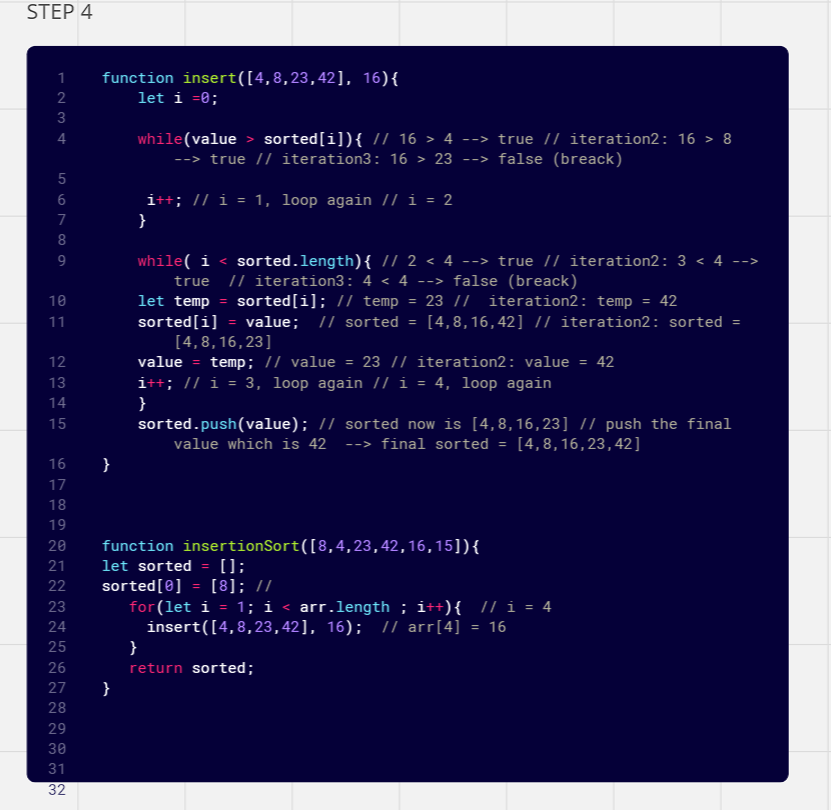 STEP 4
1 function insert([4,8,23,42], 16){
2 let i =0;
3
4 while(value > sorted[i]){ // 16 > 4 --> true // iteration2: 16 > 8
--> true // iteration3: 16 > 23 --> false (breack)
5
6 i++; // i = 1, loop again // i = 2
7 }
8
9 while( i < sorted.length){ // 2 < 4 --> true // iteration2: 3 < 4 -->
true // iteration3: 4 < 4 --> false (breack)
10 let temp = sorted[i]; // temp = 23 // iteration2: temp = 42
11 sorted[i] = value; // sorted = [4,8,16,42] // iteration2: sorted =
[4,8,16,23]
12 value = temp; // value = 23 // iteration2: value = 42
13 i++; // i = 3, loop again // i = 4, loop again
14 }
15 sorted.push(value); // sorted now is [4,8,16,23] // push the final
value which is 42 --> final sorted = [4,8,16,23,42]
16 }
17
18
19
20 function insertionSort([8,4,23,42,16,15]){
21 let sorted = [];
22 sorted[0] = [8]; //
23 for(let i = 1; i < arr.length ; i++){ // i = 4
24 insert([4,8,23,42], 16); // arr[4] = 16
25 }
26 return sorted;
27 }
28
29
30
31
32